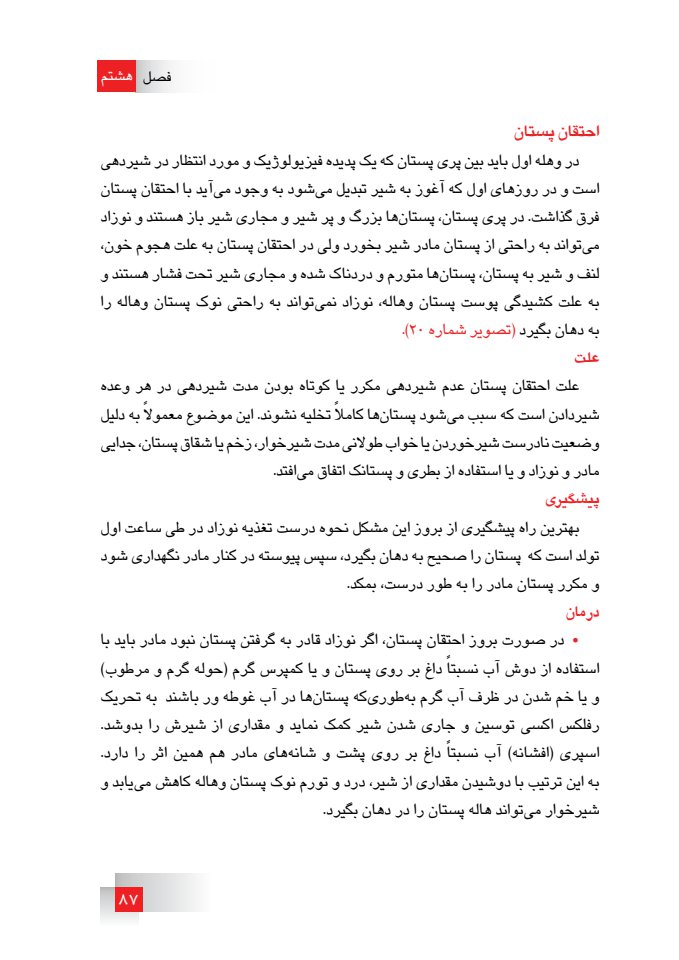 فصل هشتم
احتقان پستان
در وهله اول باید بین پری پستان که یک پدیده فیزیولوژیک و مورد انتظار در شیردهی
است و در روزهای اول که آغوز به شیر تبدیل می‌شود به وجود می‌آید با احتقان پستان
فرق گذاشت. در پری پستان، پستان‌ها بزرگ و پر شیر و مجاری شیر باز هستند و نوزاد
می‌تواند به راحتی از پستان مادر شیر بخورد ولی در احتقان پستان به علت هجوم خون،
لنف و شیر به پستان، پستان‌ها متورم و دردناک شده و مجاری شیر تحت فشار هستند و
به علت کشیدگی پوست پستان وهاله، نوزاد نمی‌تواند به راحتی نوک پستان وهاله را
به دهان بگیرد (تصویر شماره ۲۰).
علت
علت احتقان پستان عدم شیردهی مکرر یا کوتاه بودن مدت شیردهی در هر وعده
شیردادن است که سبب می‌شود پستان‌ها کاملاً تخلیه نشوند. این موضوع معمولاً به دلیل
وضعیت نادرست شیرخوردن یا خواب طولانی مدت شیرخوار، زخم یا شقاق پستان، جدایی
مادر و نوزاد و یا استفاده از بطری و پستانک اتفاق می‌افتد.
پیشگیری
بهترین راه پیشگیری از بروز این مشکل نحوه درست تغذیه نوزاد در طی ساعت اول
تولد است که پستان را صحیح به دهان بگیرد، سپس پیوسته در کنار مادر نگهداری شود
و مکرر پستان مادر را به طور درست، بمکد.
درمان
• در صورت بروز احتقان پستان، اگر نوزاد قادر به گرفتن پستان نبود مادر باید با
استفاده از دوش آب نسبتاً داغ بر روی پستان و یا کمپرس گرم (حوله گرم و مرطوب)
و یا خم شدن در ظرف آب گرم به‌طوری‌که پستان‌ها در آب غوطه ور باشند به تحریک
رفلکس اکسی توسین و جاری شدن شیر کمک نماید و مقداری از شیرش را بدوشد.
اسپری (افشانه) آب نسبتاً داغ بر روی پشت و شانه‌های مادر هم همین اثر را دارد.
به این ترتیب با دوشیدن مقداری از شیر، درد و تورم نوک پستان وهاله کاهش می‌یابد و
شیرخوار می‌تواند هاله پستان را در دهان بگیرد.
۸۷